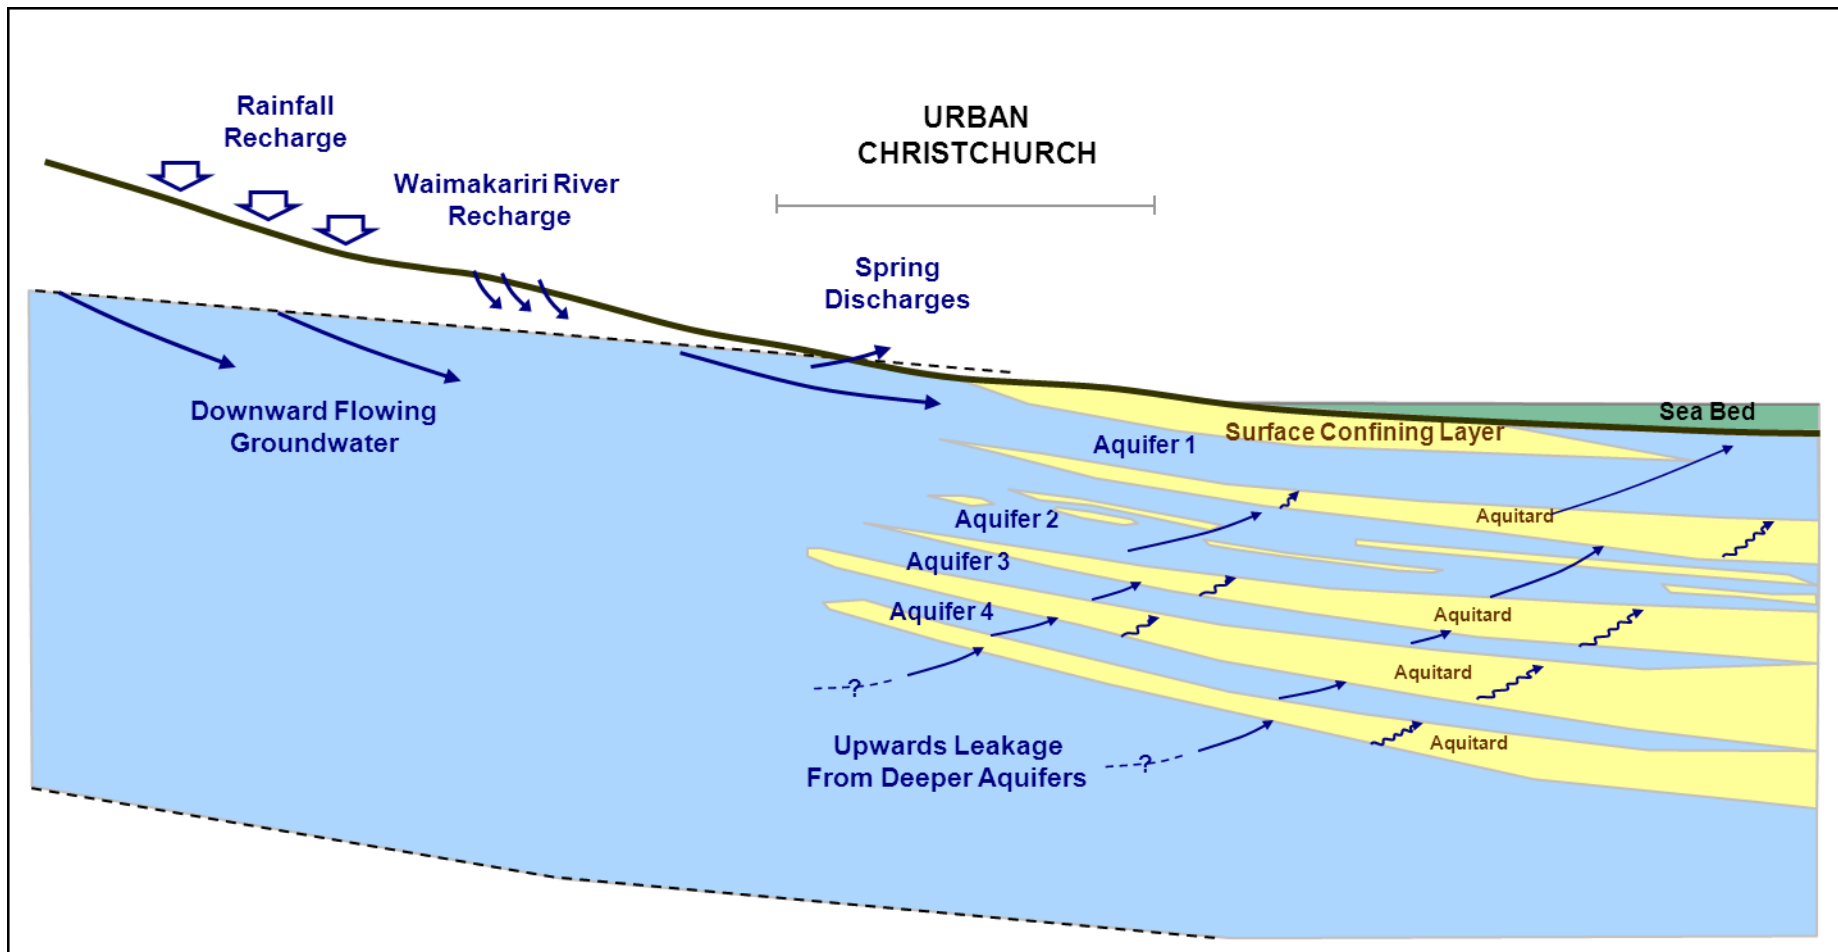 Rainfall
Recharge
URBAN
CHRISTCHURCH
Waimakariri River
Recharge
Spring
Discharges
Downward Flowing
Groundwater
Sea Bed
Surface Confining Layer
Aquifer 1
Aquifer 2
Aquitard
Aquifer 3
Aquifer 4
Aquitard
Aquitard
?
Upwards Leakage
From Deeper Aquifers
?
Aquitard